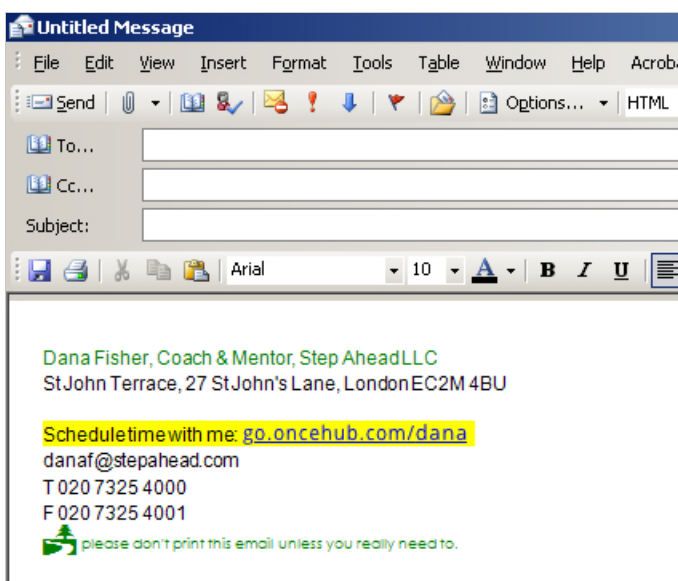 Untitled Message
File Edit View Insert Format Tools Table Window Help Acroba
Send Options... HTML
To...
Cc...
Subject:
Arial 10 A B I U
Dana Fisher, Coach & Mentor, Step Ahead LLC
St John Terrace, 27 St John's Lane, London EC2M 4BU
Schedule time with me: go.oncehub.com/dana
danaf@stepahead.com
T 020 7325 4000
F 020 7325 4001
please don't print this email unless you really need to.